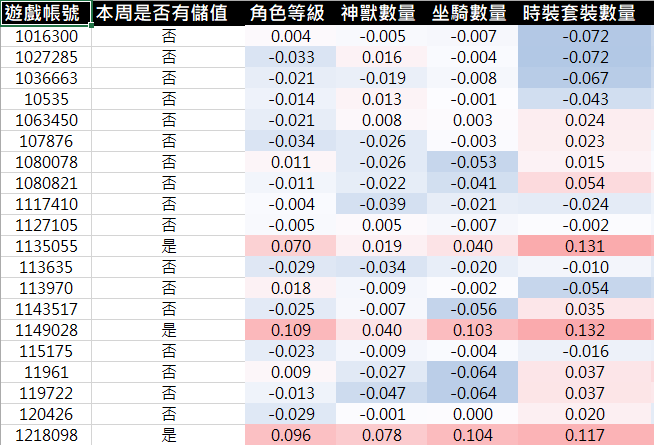 遊戲帳號 本周是否有儲值 角色等級 神獸數量 坐騎數量 時裝套裝數量
1016300 否 0.004 -0.005 -0.007 -0.072
1027285 否 -0.033 0.016 -0.004 -0.072
1036663 否 -0.021 -0.019 -0.008 -0.067
10535 否 -0.014 0.013 -0.001 -0.043
1063450 否 -0.021 0.008 0.003 0.024
107876 否 -0.034 -0.026 -0.003 0.023
1080078 否 0.011 -0.026 -0.053 0.015
1080821 否 -0.011 -0.022 -0.041 0.054
1117410 否 -0.004 -0.039 -0.021 -0.024
1127105 否 -0.005 0.005 -0.007 -0.002
1135055 是 0.070 0.019 0.040 0.131
113635 否 -0.029 -0.034 -0.020 -0.010
113970 否 0.018 -0.009 -0.002 -0.054
1143517 否 -0.025 -0.007 -0.056 0.035
1149028 是 0.109 0.040 0.103 0.132
115175 否 -0.023 -0.009 -0.004 -0.016
11961 否 0.009 -0.027 -0.064 0.037
119722 否 -0.013 -0.047 -0.064 0.037
120426 否 -0.029 -0.001 0.000 0.020
1218098 是 0.096 0.078 0.104 0.117